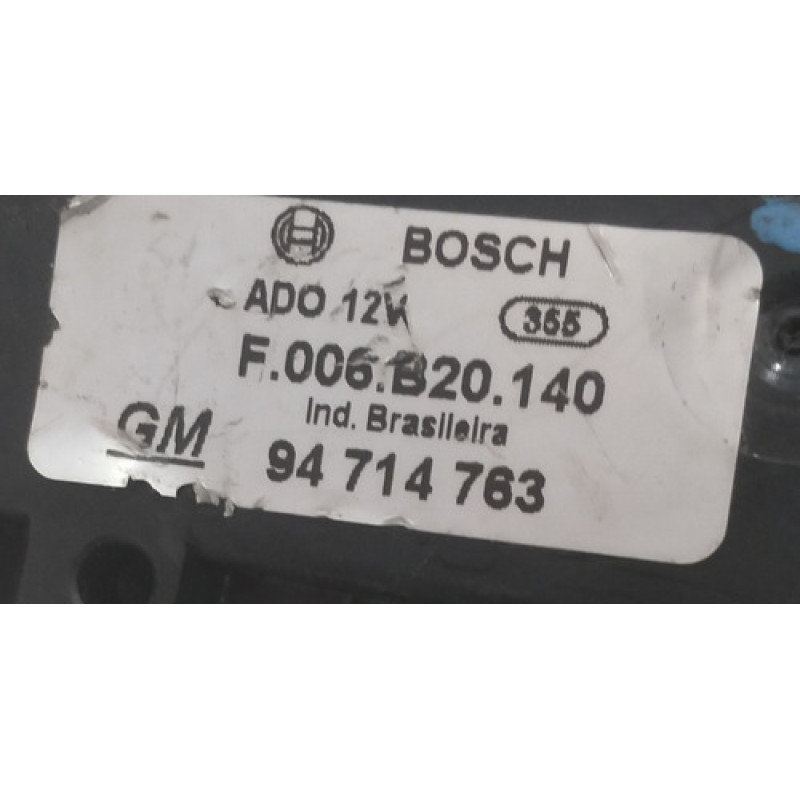 BOSCH
ADO 12V 365
F.006.B20.140
Ind. Brasileira
GM 94 714 763